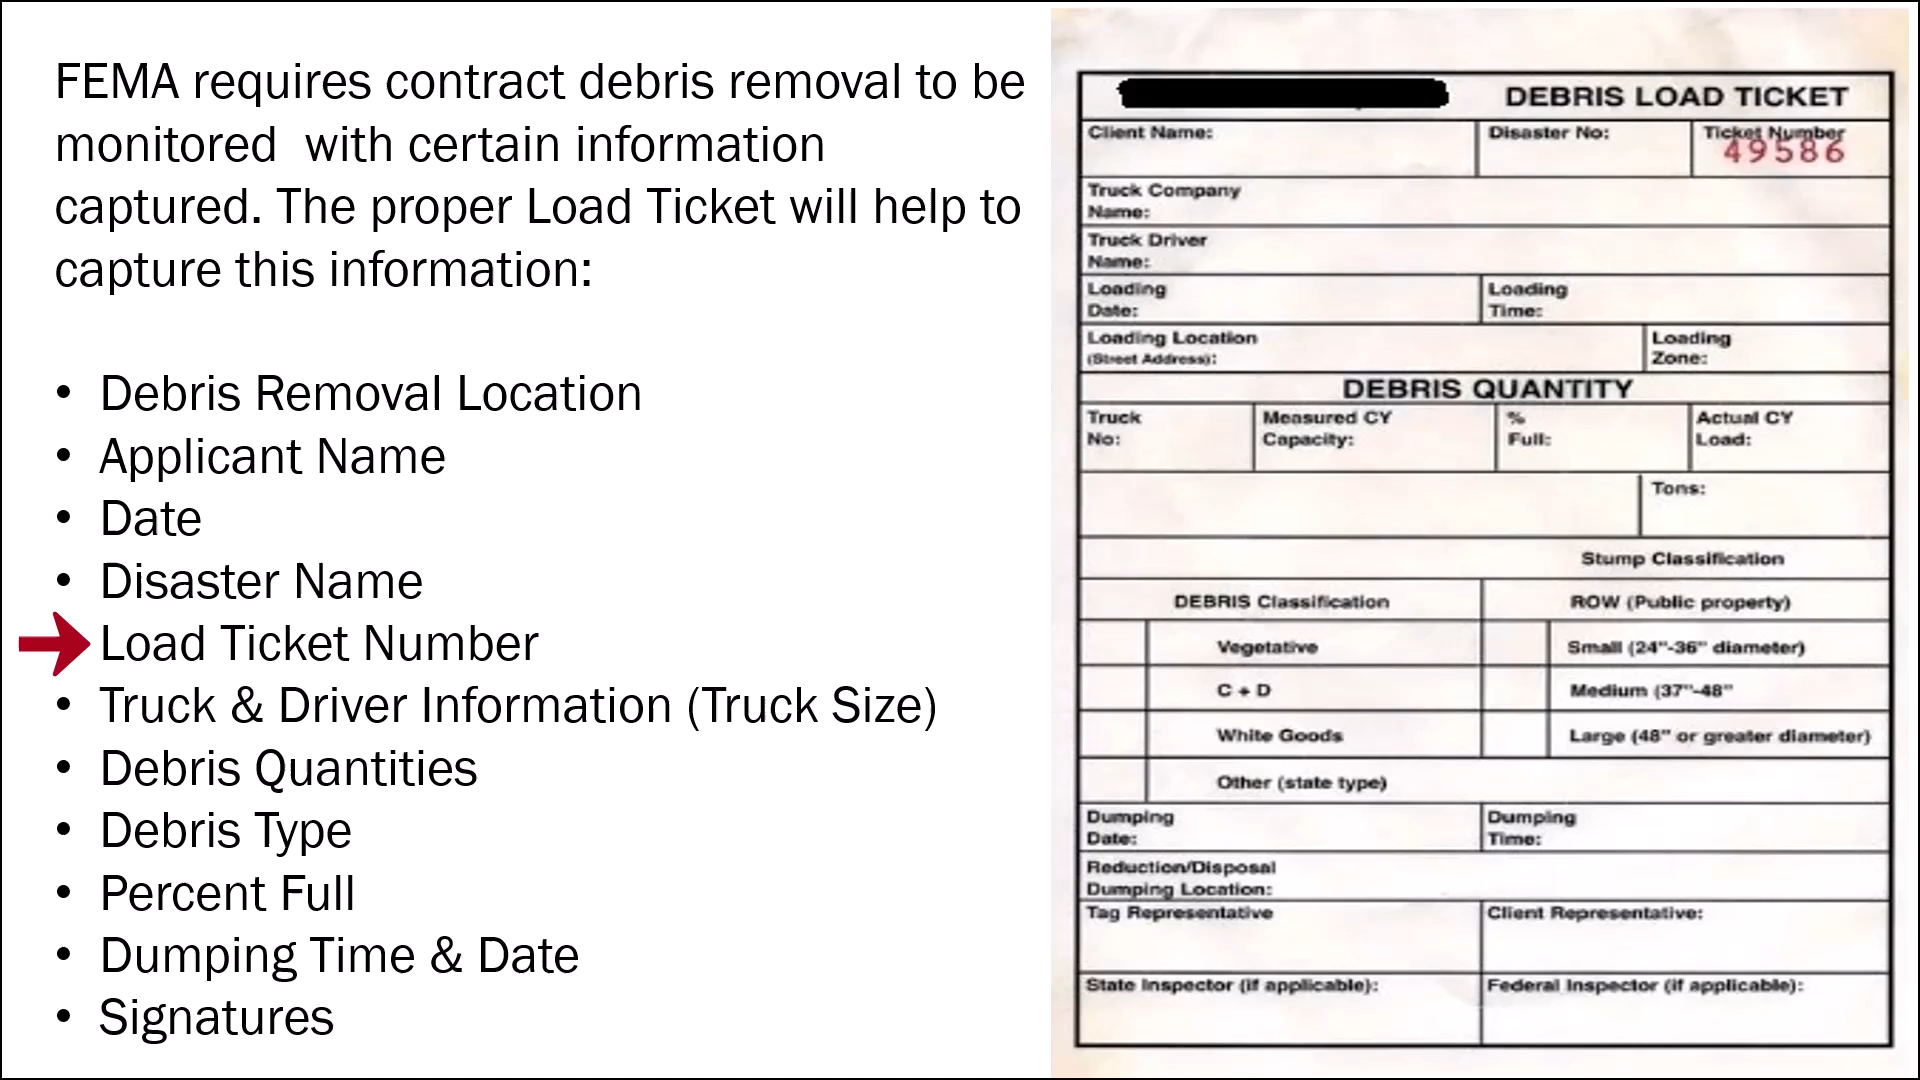 FEMA requires contract debris removal to be
monitored with certain information
captured. The proper Load Ticket will help to
capture this information:
• Debris Removal Location
• Applicant Name
• Date
• Disaster Name
Load Ticket Number
• Truck & Driver Information (Truck Size)
• Debris Quantities
• Debris Type
• Percent Full
• Dumping Time & Date
• Signatures
DEBRIS LOAD TICKET
Client Name:
Disaster No:
Ticket Number
49586
Truck Company
Name:
Truck Driver
Name:
Loading
Date:
Loading
Time:
Loading Location
(Street Address):
Loading
Zone:
DEBRIS QUANTITY
Truck
No:
Measured CY
Capacity:
%
Full:
Actual CY
Load:
Tons:
Stump Classification
DEBRIS Classification
ROW (Public property)
Vegetative
Small (24"-36" diameter)
C + D
Medium (37"-48"
White Goods
Large (48" or greater diameter)
Other (state type)
Dumping
Date:
Dumping
Time:
Reduction/Disposal
Dumping Location:
Tag Representative
Client Representative:
State Inspector (if applicable):
Federal Inspector (if applicable):